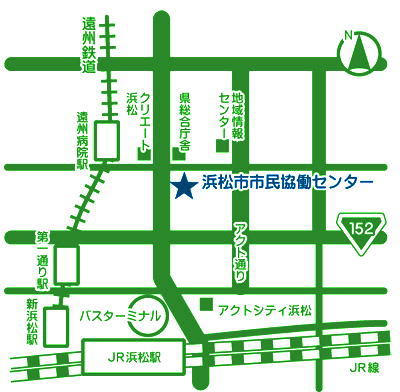 遠州鉄道
N
遠州病院駅
クリエート
浜松
県総合庁舎
地域情報
センター
浜松市市民協働センター
152
第一通り駅
アクト通り
新浜松駅
バスターミナル
アクトシティ浜松
JR浜松駅
JR線